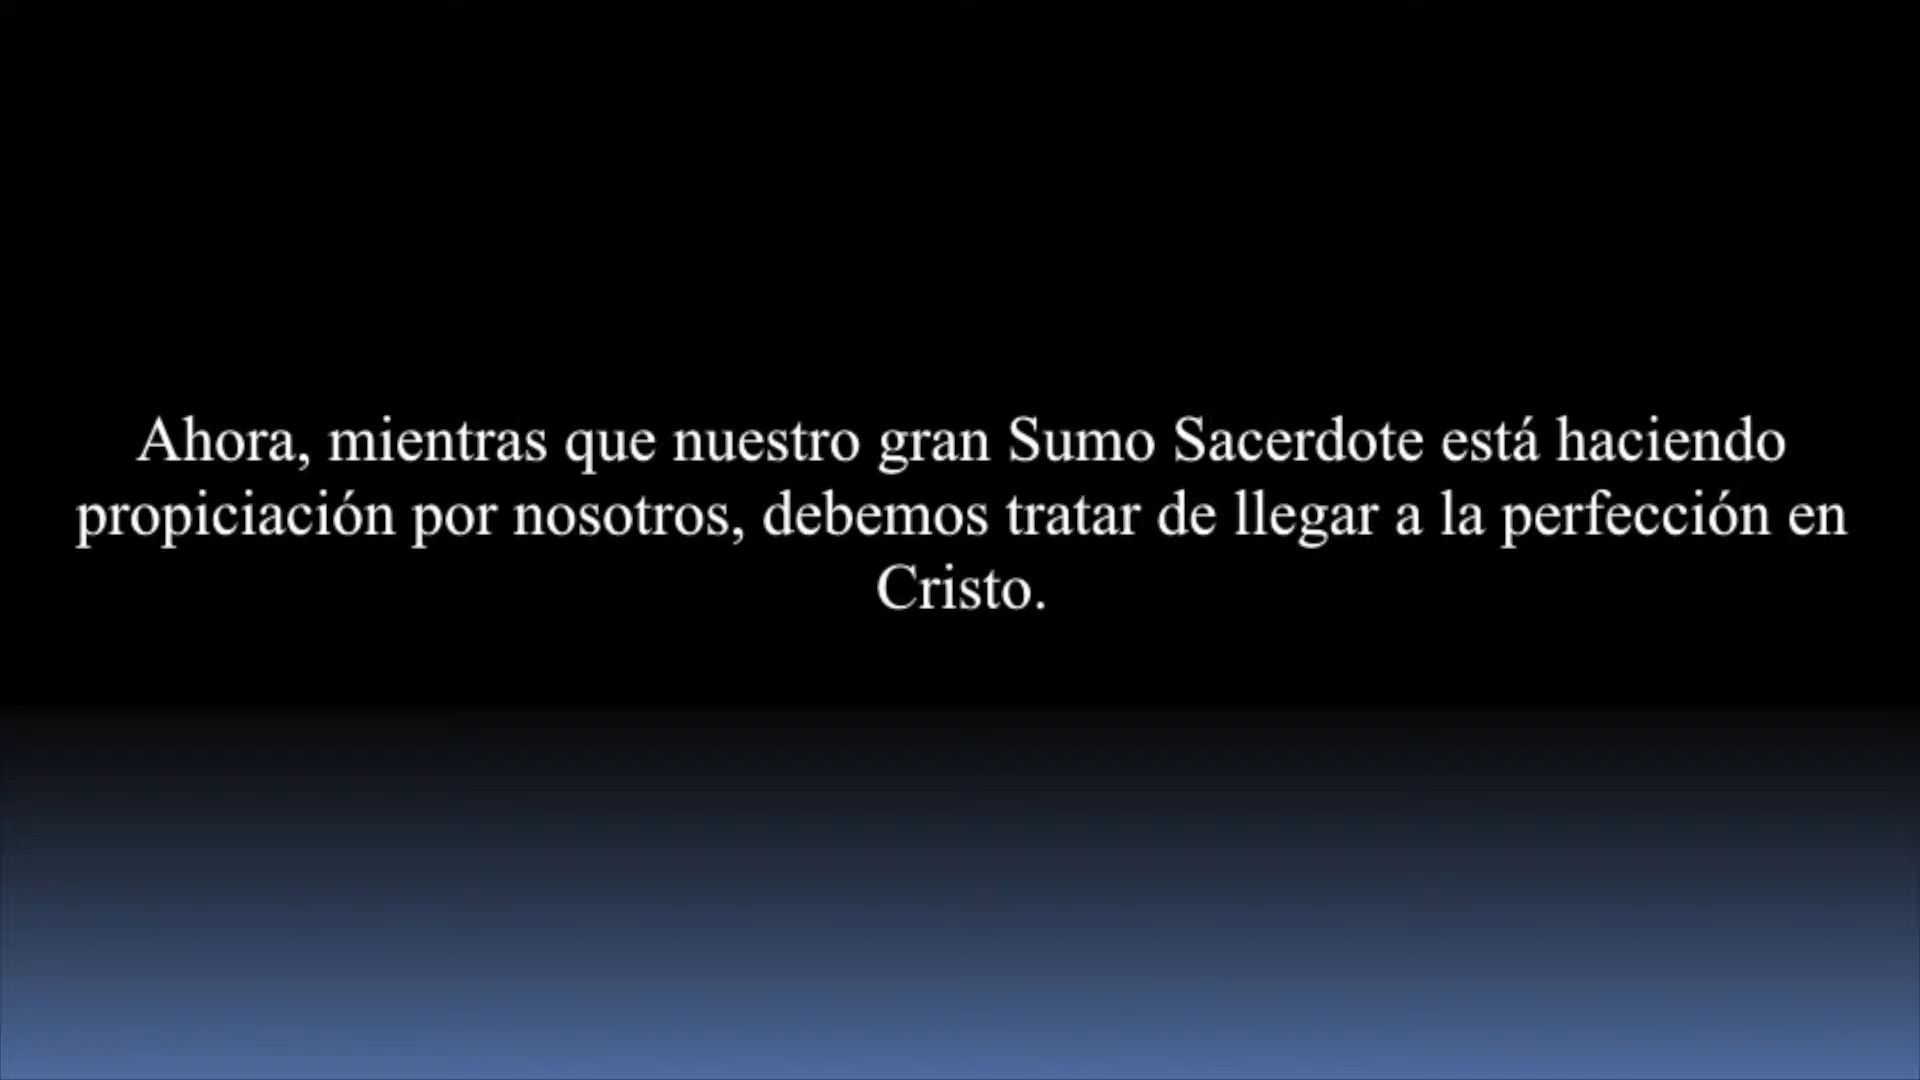 Ahora, mientras que nuestro gran Sumo Sacerdote está haciendo
propiciación por nosotros, debemos tratar de llegar a la perfección en
Cristo.